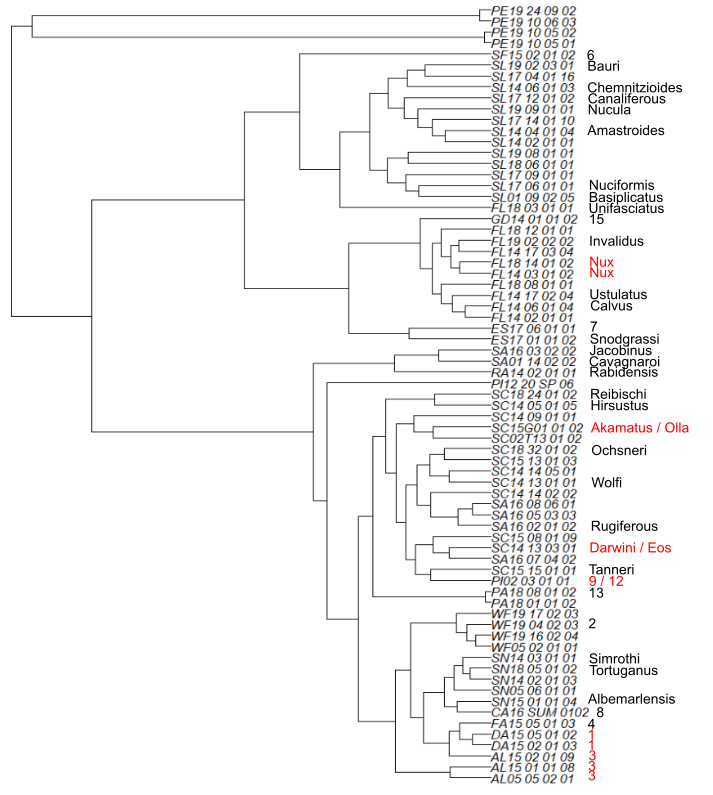 PE19 24 09 02
PE19 10 06 03
PE19 10 05 02
PE19 10 05 01
SF15 02 01 02 6
SL19 02 03 01 Bauri
SL17 04 01 16
SL14 06 01 03 Chemnitzioides
SL17 12 01 02 Canaliferous
SL19 09 01 01 Nucula
SL17 14 01 10
SL14 04 01 04 Amastroides
SL14 02 01 01
SL19 08 01 01
SL18 06 01 01
SL17 09 01 01
SL17 06 01 01 Nuciformis
SL01 09 02 05 Basiplicatus
FL18 03 01 01 Unifasciatus
GD14 01 01 02 15
FL18 12 01 01
FL19 02 02 02 Invalidus
FL14 17 03 04
FL18 14 01 02 Nux
FL14 03 01 02 Nux
FL18 08 01 01
FL14 17 02 04 Ustulatus
FL14 06 01 04 Calvus
FL14 02 01 01
ES17 06 01 01 7
ES17 01 01 02 Snodgrassi
SA16 03 02 02 Jacobinus
SA01 14 02 02 Cavagnaroi
RA14 02 01 01 Rabidensis
PI12 20 SP 06
SC18 24 01 02 Reibischi
SC14 05 01 05 Hirsustus
SC14 09 01 01
SC15G01 01 02 Akamatus / Olla
SC02T13 01 02
SC18 32 01 02 Ochsneri
SC15 13 01 03
SC14 14 05 01
SC14 13 01 01 Wolfi
SC14 14 02 02
SA16 08 06 01
SA16 05 03 03
SA16 02 01 02 Rugiferous
SC15 08 01 09
SC14 13 03 01 Darwini / Eos
SA16 07 04 02
SC15 15 01 01 Tanneri
PI02 03 01 01 9 / 12
PA18 08 01 02 13
PA18 01 01 02
WF19 17 02 03
WF19 04 02 03 2
WF19 16 02 04
WF05 02 01 01
SN14 03 01 01 Simrothi
SN18 05 01 02 Tortuganus
SN14 02 01 03
SN05 06 01 01
SN15 01 01 04 Albemarlensis
CA16 SUM 0102 8
FA15 05 01 03 4
DA15 05 01 02 1
DA15 02 01 03 1
AL15 02 01 09 3
AL15 01 01 08 3
AL05 05 02 01 3